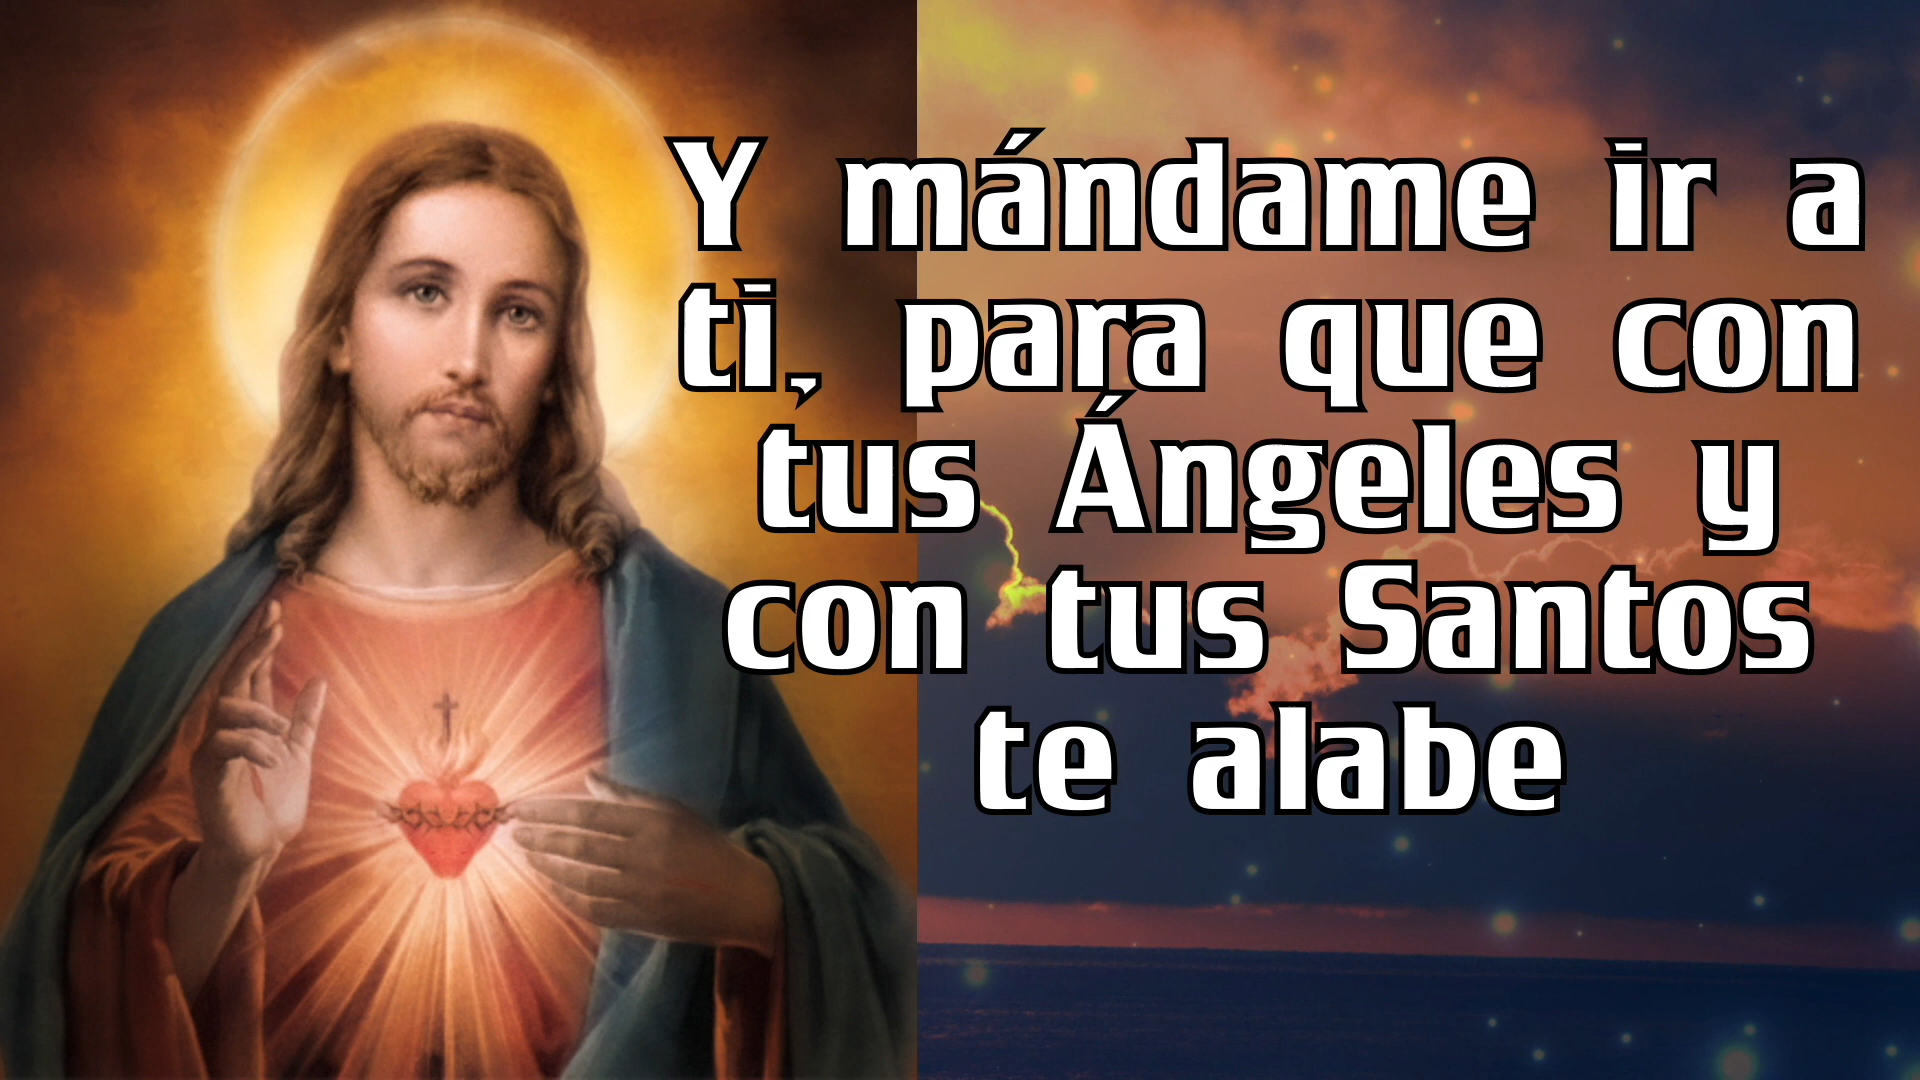 Y mándame ir a
ti, para que con
tus Ángeles y
con tus Santos
te alabe